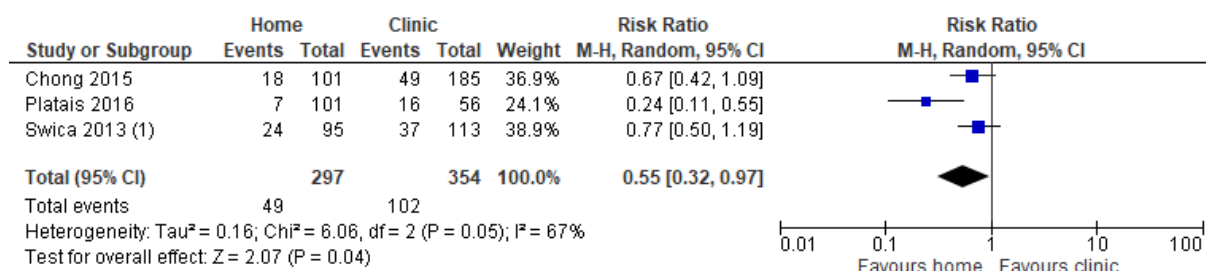 Home Clinic Risk Ratio Risk Ratio
Study or Subgroup Events Total Events Total Weight M-H, Random, 95% CI M-H, Random, 95% CI
Chong 2015 18 101 49 185 36.9% 0.67 [0.42, 1.09]
Platais 2016 7 101 16 56 24.1% 0.24 [0.11, 0.55]
Swica 2013 (1) 24 95 37 113 38.9% 0.77 [0.50, 1.19]
Total (95% CI) 297 354 100.0% 0.55 [0.32, 0.97]
Total events 49 102
Heterogeneity: Tau² = 0.16; Chi² = 6.06, df = 2 (P = 0.05); I² = 67%
Test for overall effect: Z = 2.07 (P = 0.04)
0.01 0.1 1 10 100
Favours home Favours clinic